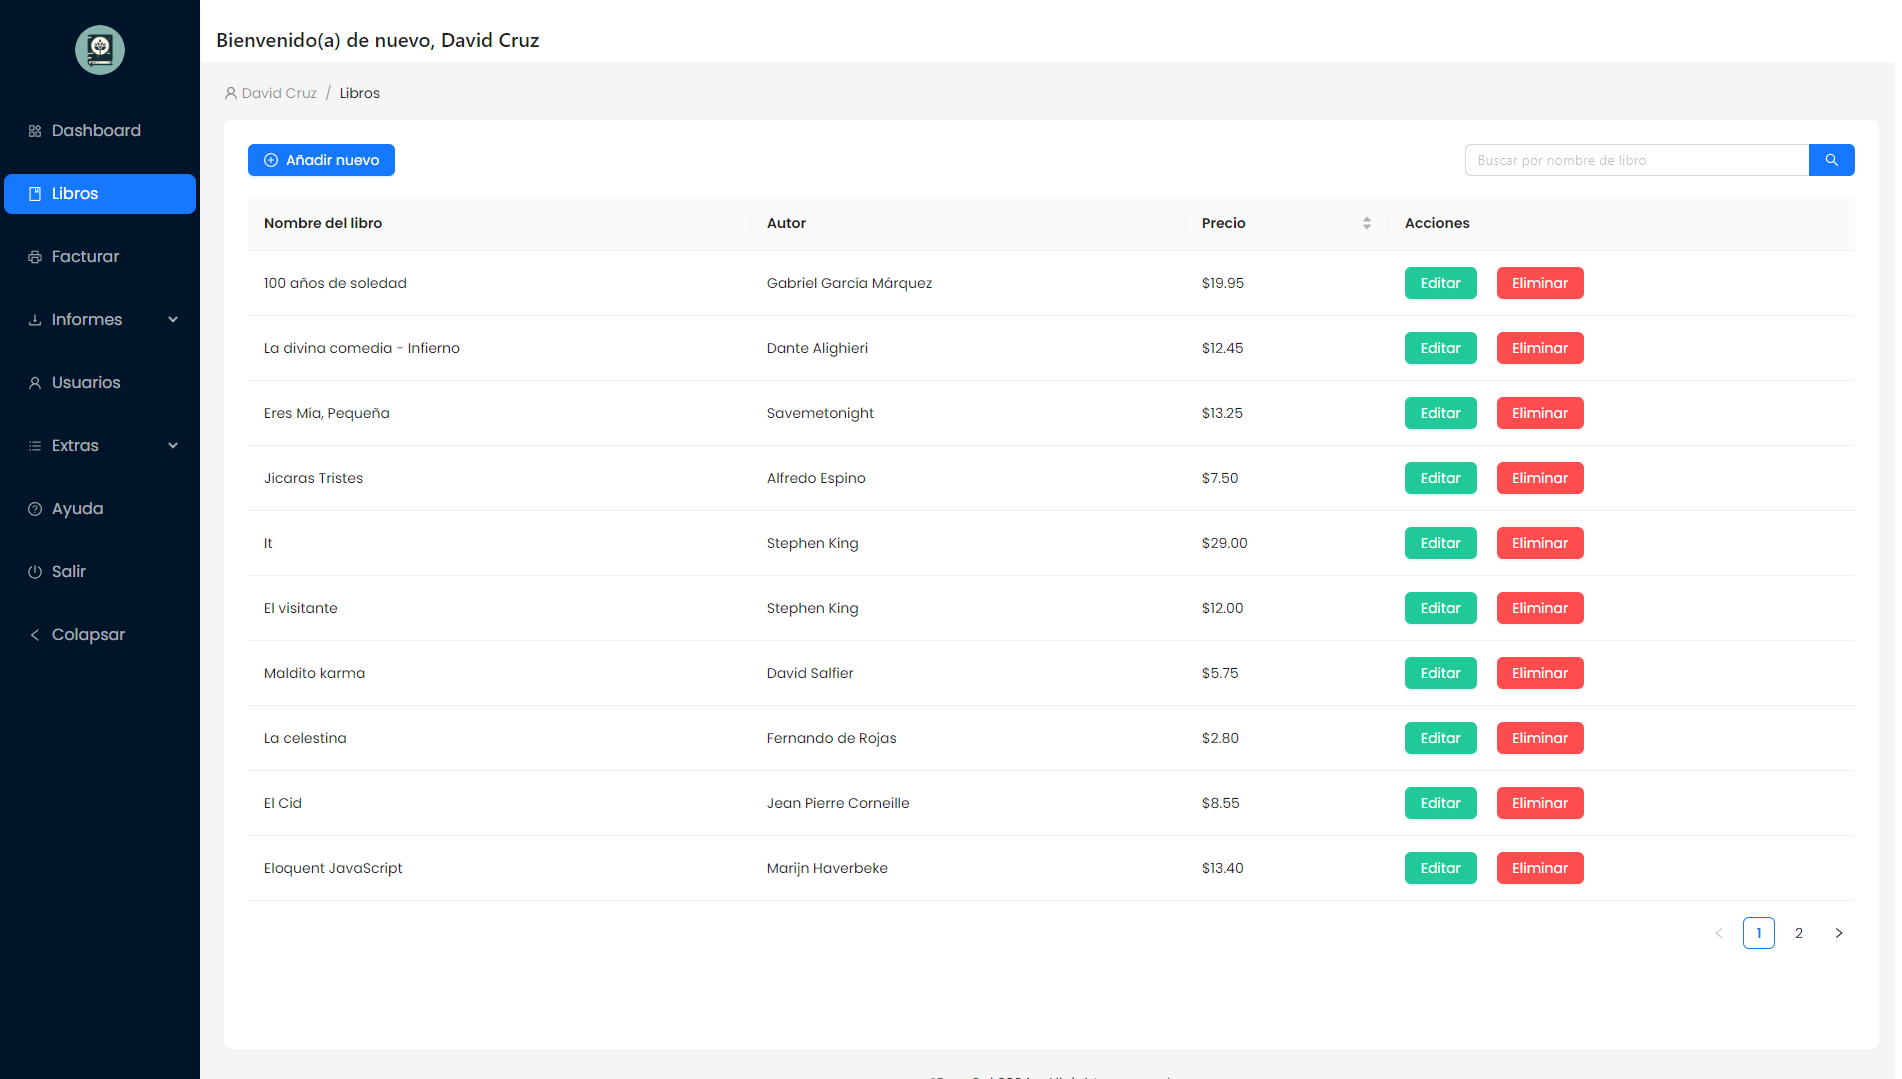 Bienvenido(a) de nuevo, David Cruz
David Cruz / Libros
Dashboard
Libros
Facturar
Informes
Usuarios
Extras
Ayuda
Salir
Colapsar
Añadir nuevo
Buscar por nombre de libro
Nombre del libro Autor Precio Acciones
100 años de soledad Gabriel García Márquez $19.95 Editar Eliminar
La divina comedia - Infierno Dante Alighieri $12.45 Editar Eliminar
Eres Mía, Pequeña Savemetonight $13.25 Editar Eliminar
Jicaras Tristes Alfredo Espino $7.50 Editar Eliminar
It Stephen King $29.00 Editar Eliminar
El visitante Stephen King $12.00 Editar Eliminar
Maldito karma David Salfier $5.75 Editar Eliminar
La celestina Fernando de Rojas $2.80 Editar Eliminar
El Cid Jean Pierre Corneille $8.55 Editar Eliminar
Eloquent JavaScript Marijn Haverbeke $13.40 Editar Eliminar
< 1 2 >